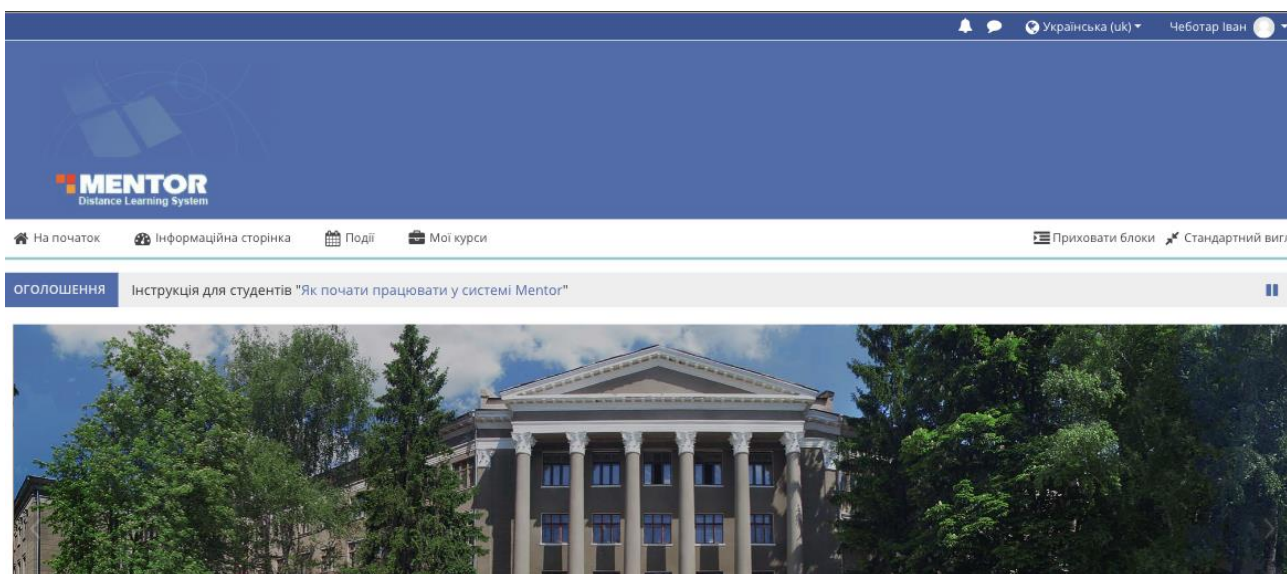 Українська (uk) Чеботар Іван
MENTOR
Distance Learning System
На початок Інформаційна сторінка Події Мої курси Приховати блоки Стандартний
ОГОЛОШЕННЯ Інструкція для студентів "Як почати працювати у системі Mentor"